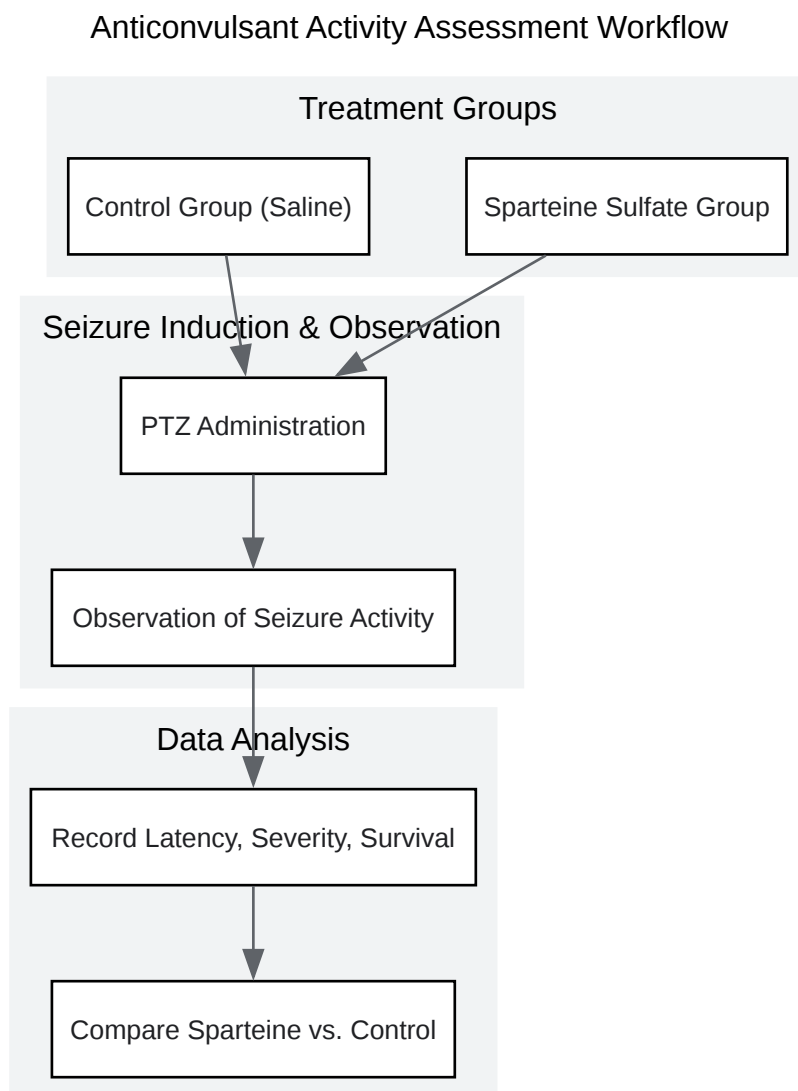 Anticonvulsant Activity Assessment Workflow
Treatment Groups
Control Group (Saline)
Sparteine Sulfate Group
Seizure Induction & Observation
PTZ Administration
Observation of Seizure Activity
Data Analysis
Record Latency, Severity, Survival
Compare Sparteine vs. Control